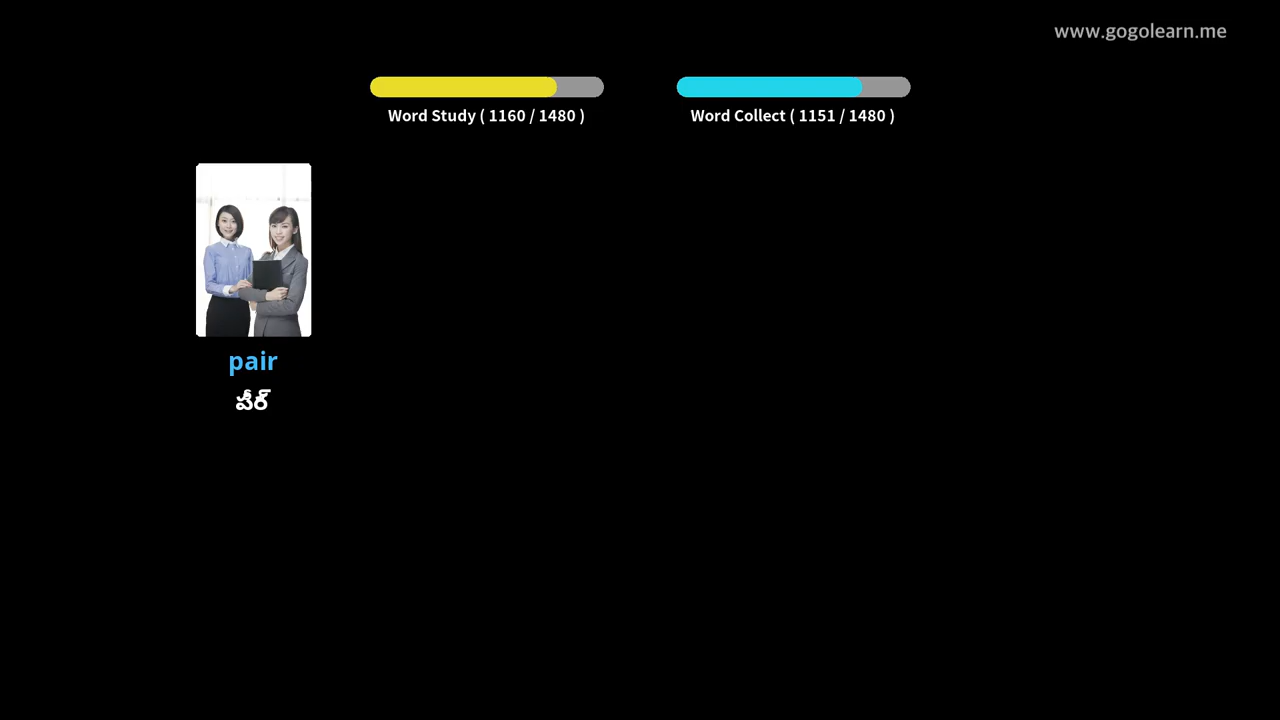 www.gogolearn.me
Word Study ( 1160 / 1480 )
Word Collect ( 1151 / 1480 )
pair
పేర్